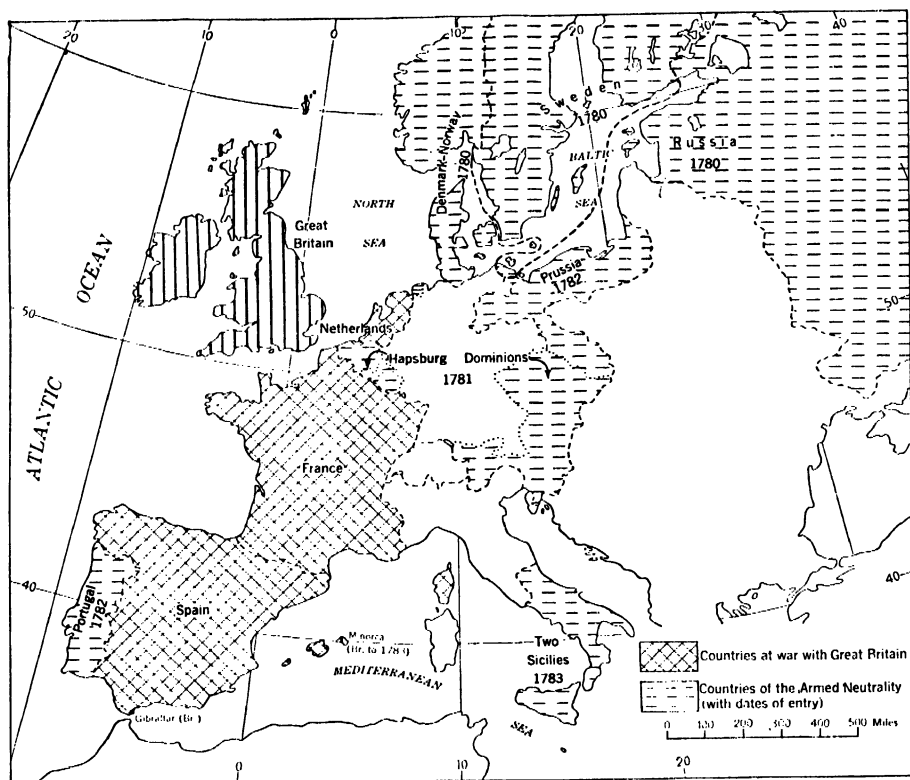 20
10
0
10
20
30
40
Sweden
1780
Denmark-Norway
1780
Russia
1780
BALTIC
SEA
NORTH
SEA
Great
Britain
OCEAN
ATLANTIC
Prussia
1782
50
50
Netherlands
Hapsburg Dominions
1781
France
40
40
Portugal
1782
Spain
Minorca
MEDITERRANEAN
SEA
Two
Sicilies
1783
Gibraltar (Br.)
Countries at war with Great Britain
Countries of the Armed Neutrality
(with dates of entry)
0 100 200 300 400 500 Miles
0
10
20